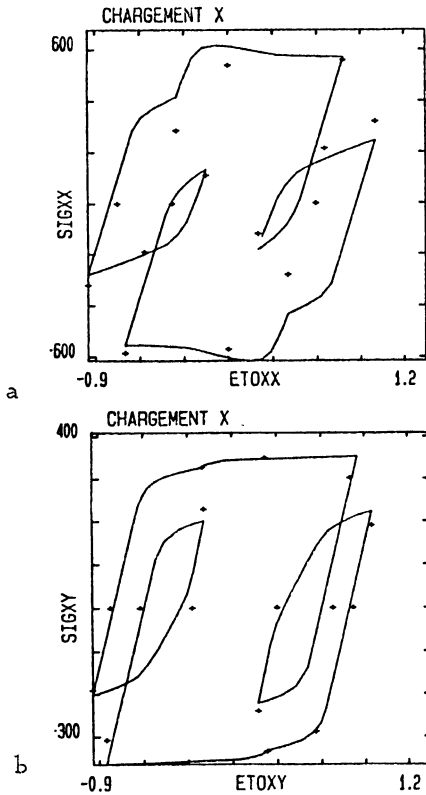 CHARGEMENT X
600
SIGXX
-600
-0.9
ETOXX
1.2
a
CHARGEMENT X
400
SIGXY
-300
-0.9
ETOXY
1.2
b